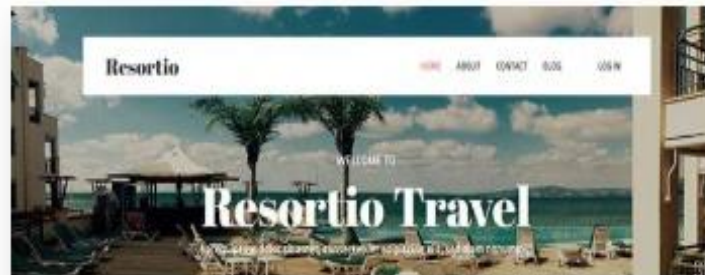 Resortio
HOME ABOUT CONTACT BLOG LOG IN
WELCOME TO
Resortio Travel